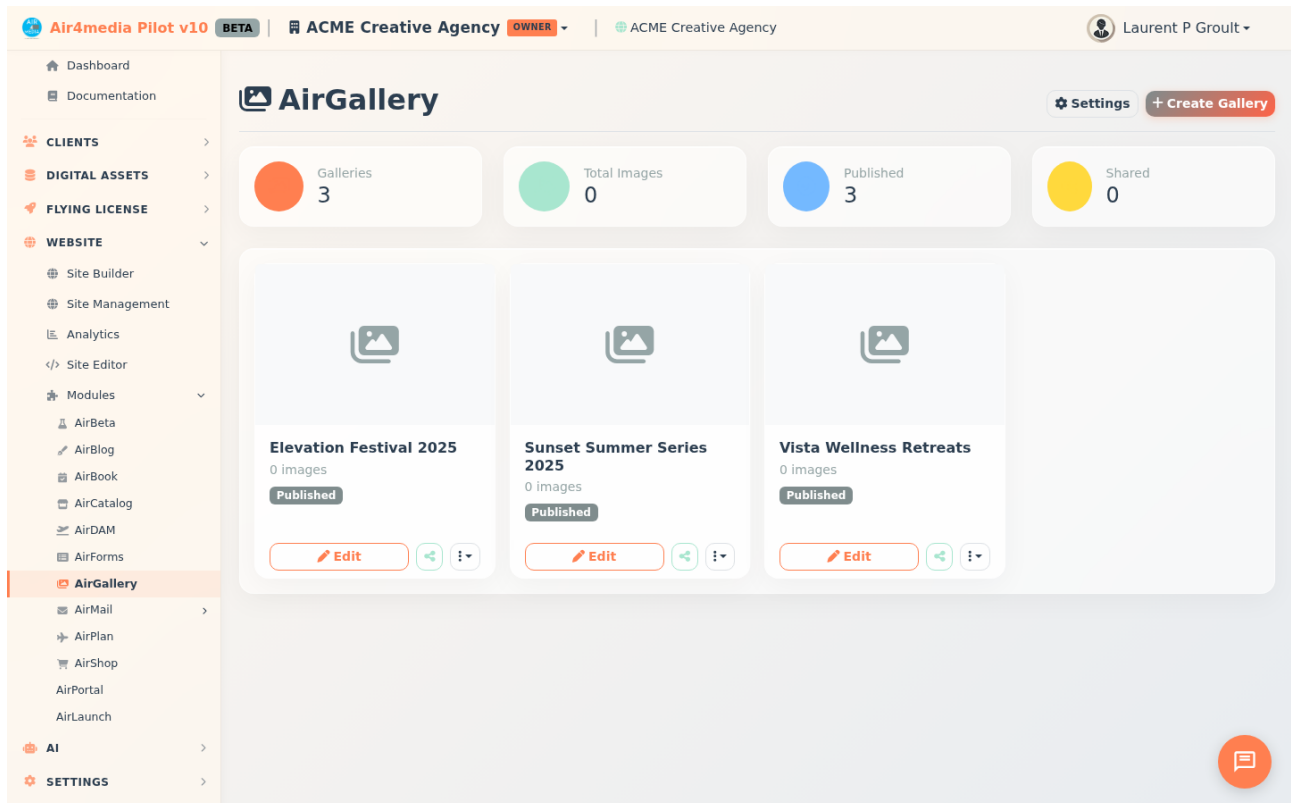 Air4media Pilot v10 BETA | ACME Creative Agency OWNER | ACME Creative Agency Laurent P Groult
Dashboard
Documentation
CLIENTS
DIGITAL ASSETS
FLYING LICENSE
WEBSITE
Site Builder
Site Management
Analytics
Site Editor
Modules
AirBeta
AirBlog
AirBook
AirCatalog
AirDAM
AirForms
AirGallery
AirMail
AirPlan
AirShop
AirPortal
AirLaunch
AI
SETTINGS
AirGallery
Settings
Create Gallery
Galleries
3
Total Images
0
Published
3
Shared
0
Elevation Festival 2025
0 images
Published
Edit
Sunset Summer Series
2025
0 images
Published
Edit
Vista Wellness Retreats
0 images
Published
Edit